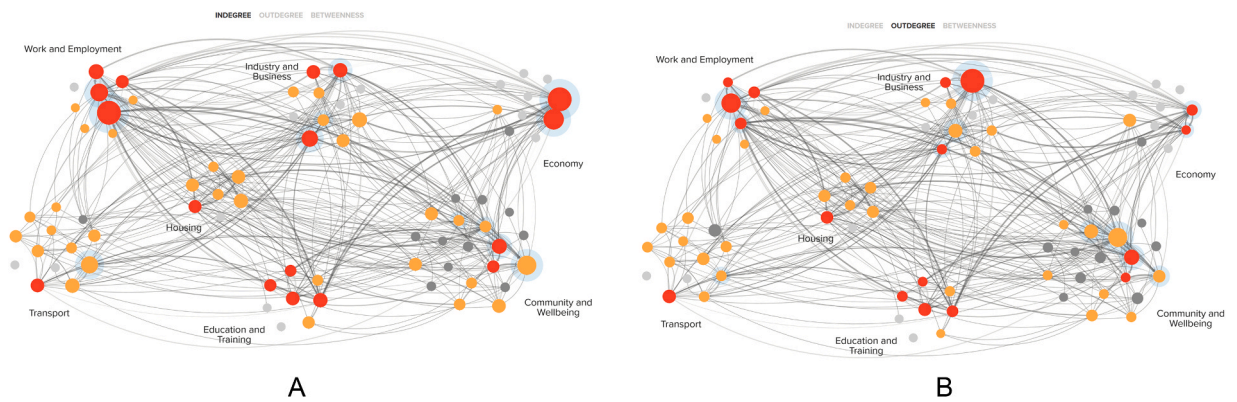 INDEGREE OUTDEGREE BETWEENNESS
Work and Employment
Industry and
Business
Economy
Housing
Transport
Education and
Training
Community and
Wellbeing
A
INDEGREE OUTDEGREE BETWEENNESS
Work and Employment
Industry and
Business
Economy
Housing
Transport
Education and
Training
Community and
Wellbeing
B